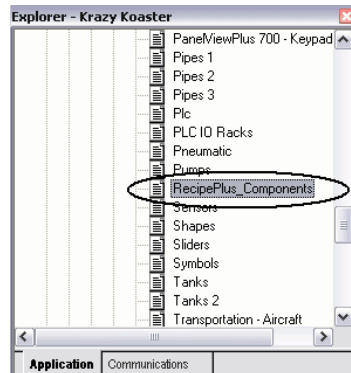 Explorer - Krazy Koaster
PanelViewPlus 700 - Keypad
Pipes 1
Pipes 2
Pipes 3
Plc
PLC IO Racks
Pneumatic
Pumps
RecipePlus_Components
Sensors
Shapes
Sliders
Symbols
Tanks
Tanks 2
Transportation - Aircraft
Application Communications